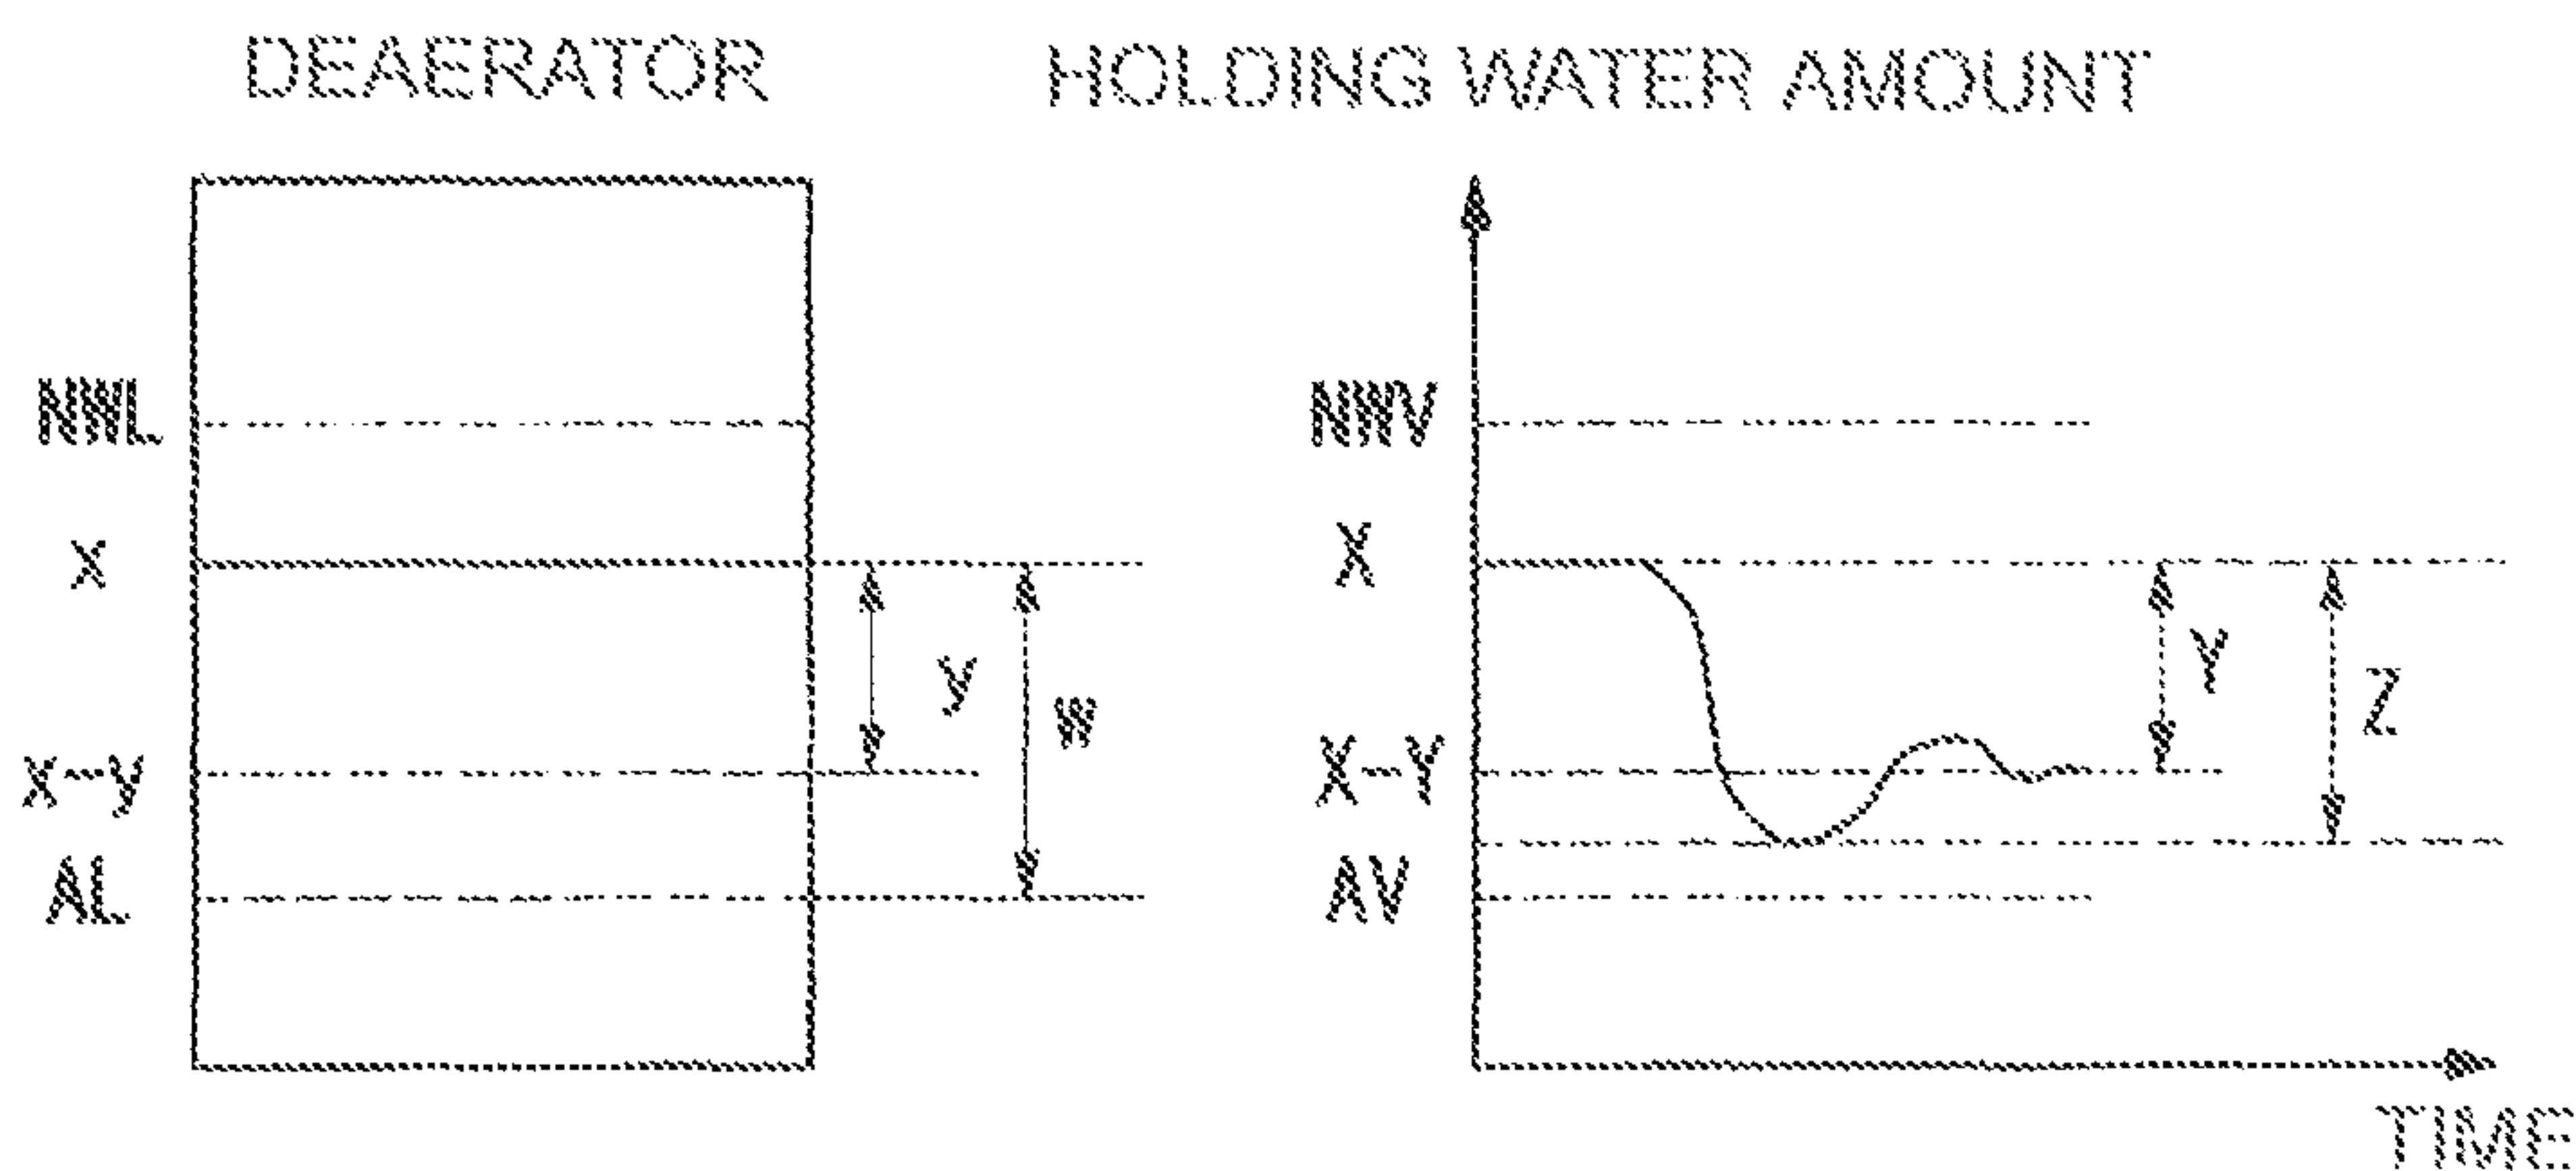 DEAERATOR
HOLDING WATER AMOUNT
NWL
x
x-y
AL
y
w
NWV
X
X-Y
AV
Y
Z
TIME